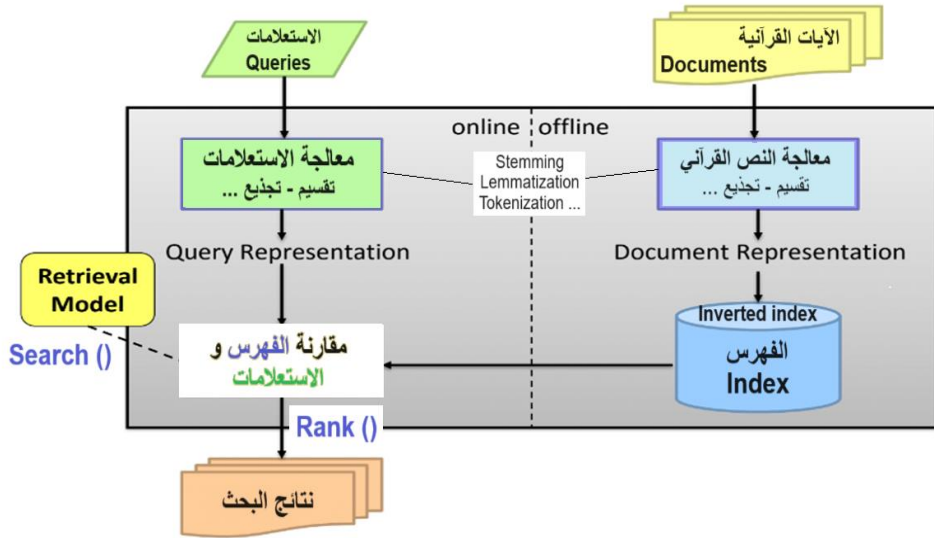 الاستعلامات
Queries
الآيات القرآنية
Documents
online
offline
معالجة الاستعلامات
تقسيم - تجذيع ...
Stemming
Lemmatization
Tokenization ...
معالجة النص القرآني
تقسيم - تجذيع ...
Query Representation
Document Representation
Retrieval
Model
Search ()
مقارنة الفهرس و
الاستعلامات
Inverted index
الفهرس
Index
Rank ()
نتائج البحث